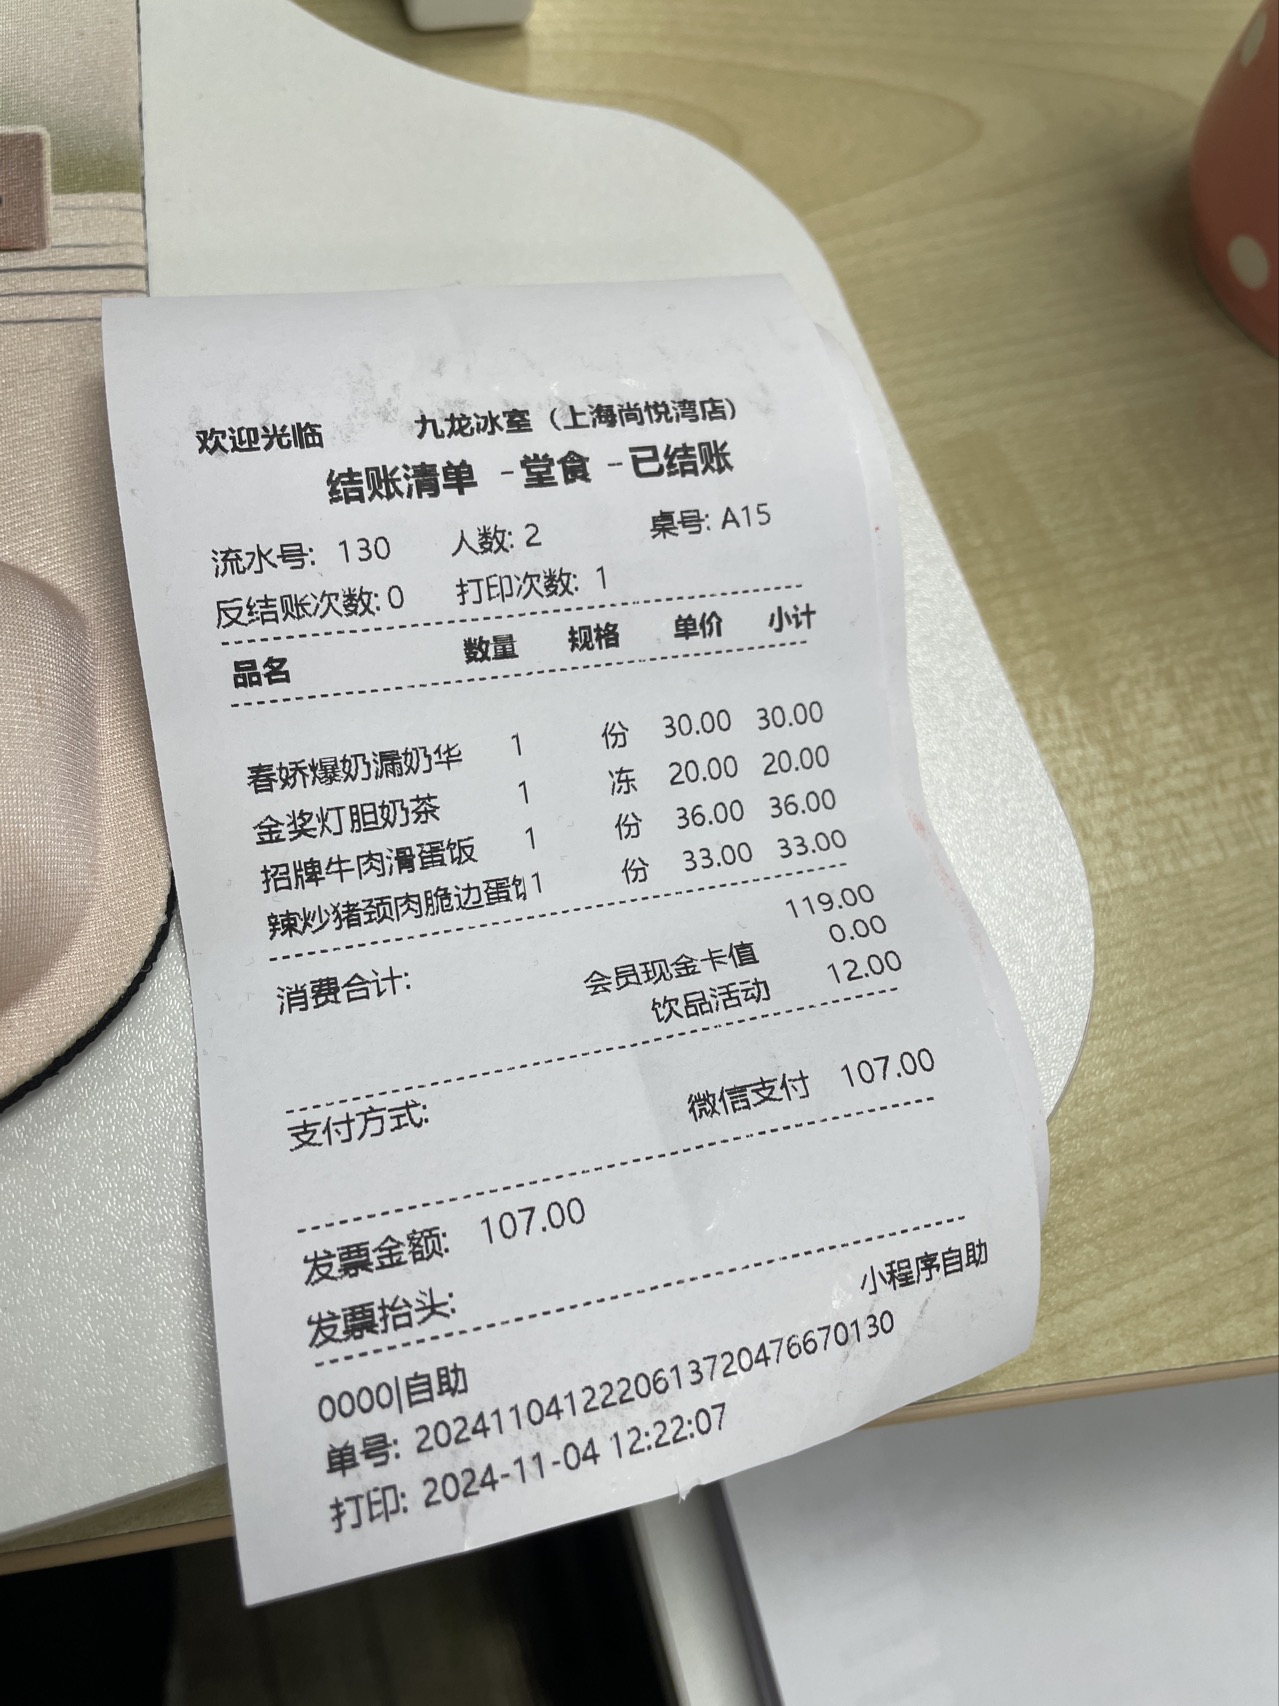 欢迎光临 九龙冰室（上海尚悦湾店）
结账清单 -堂食 -已结账
流水号: 130 人数: 2 桌号: A15
反结账次数: 0 打印次数: 1
品名 数量 规格 单价 小计
春娇爆奶漏奶华 1 份 30.00 30.00
金奖灯胆奶茶 1 冻 20.00 20.00
招牌牛肉滑蛋饭 1 份 36.00 36.00
辣炒猪颈肉脆边蛋 1 份 33.00 33.00
消费合计: 119.00
会员现金卡值 0.00
饮品活动 12.00
支付方式: 微信支付 107.00
发票金额: 107.00
发票抬头:
小程序自助
0000|自助
单号: 2024110412220613720476670130
打印: 2024-11-04 12:22:07